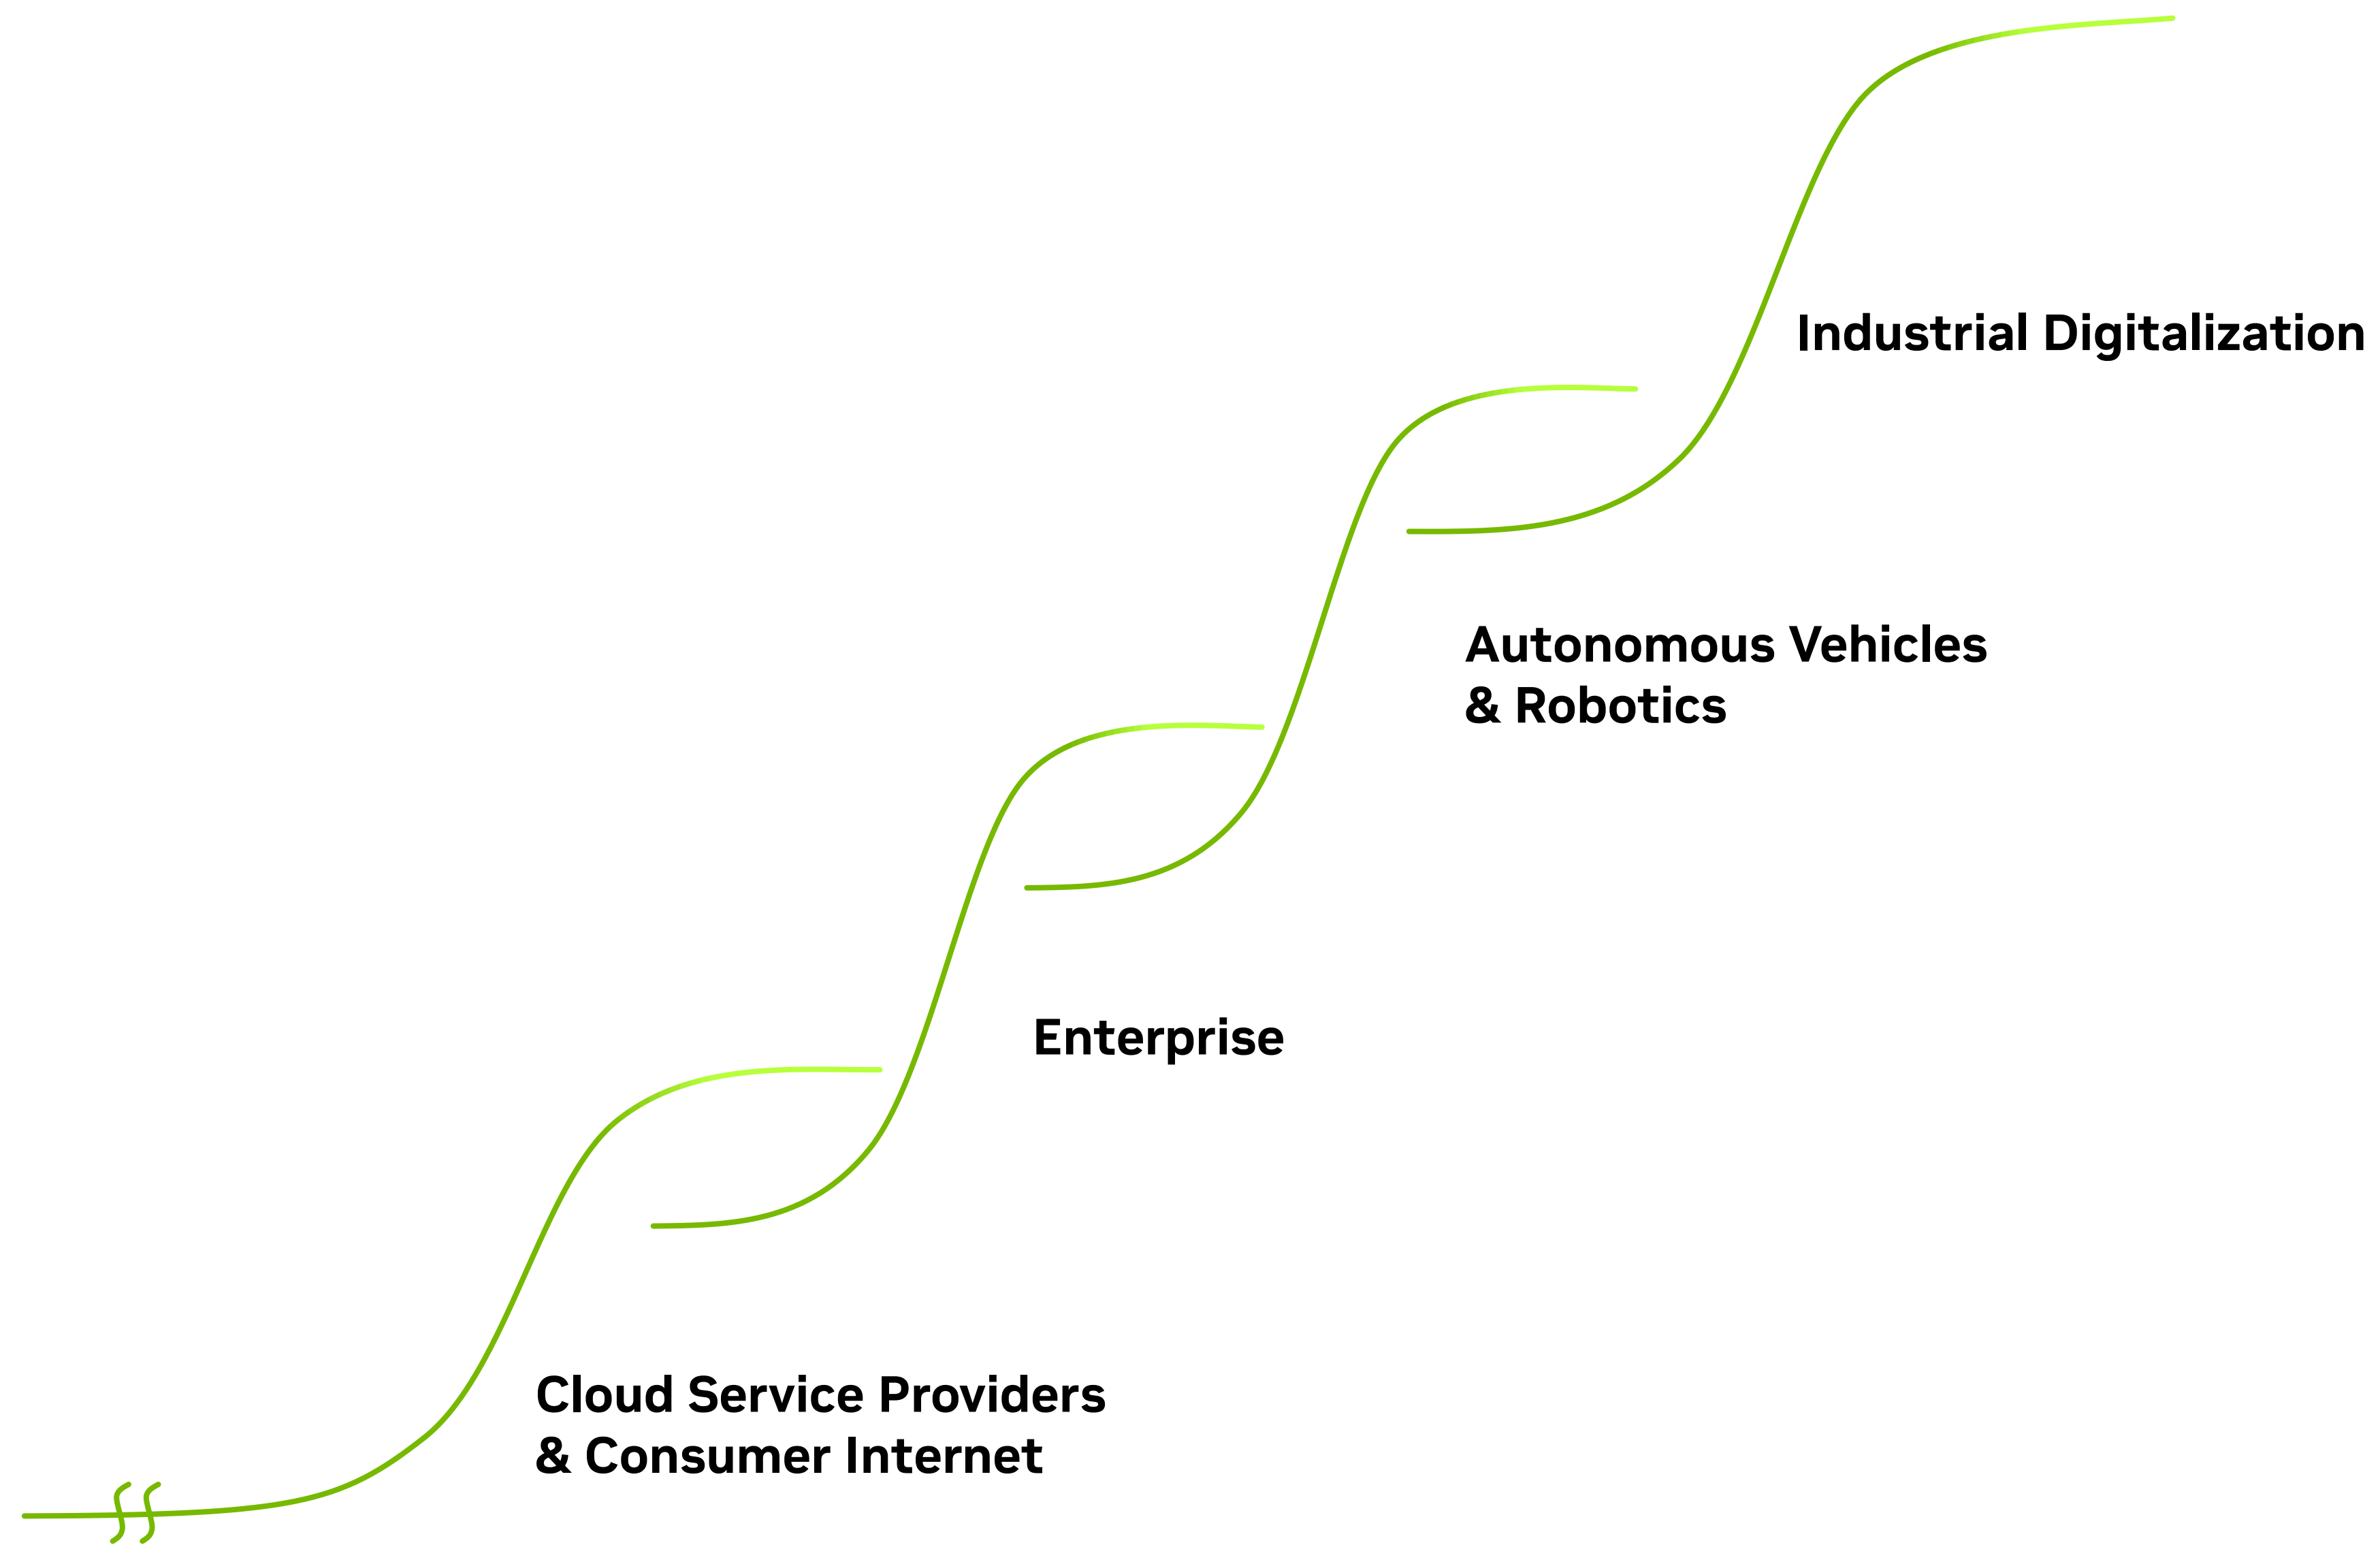 Industrial Digitalization
Autonomous Vehicles
& Robotics
Enterprise
Cloud Service Providers
& Consumer Internet